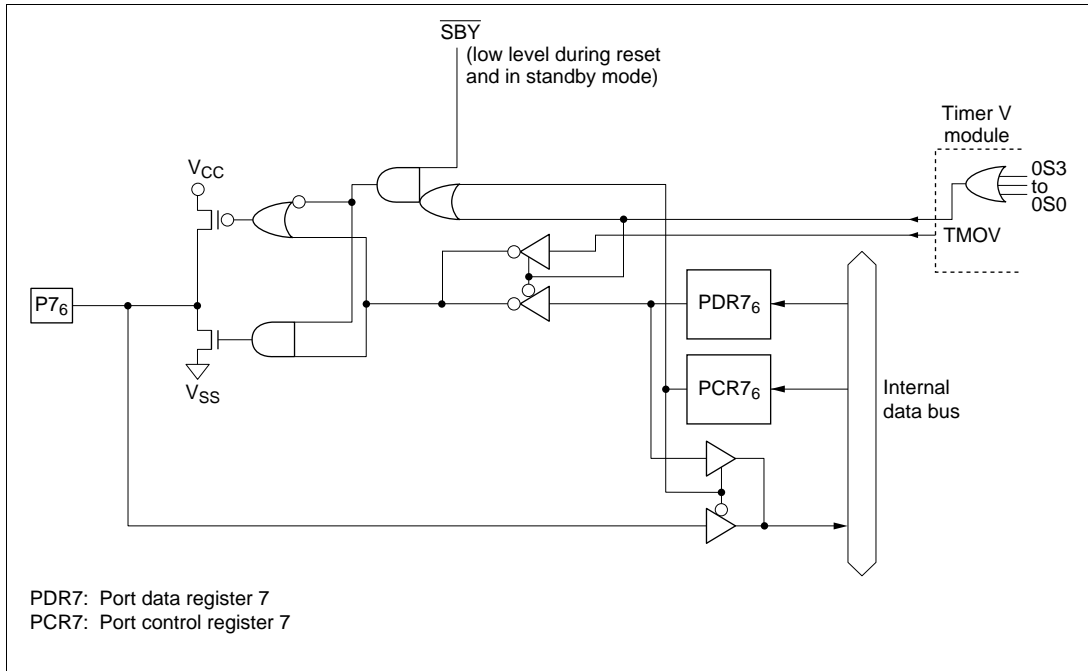 SBY
(low level during reset
and in standby mode)
Timer V
module
0S3
to
0S0
VCC
TMOV
P76
PDR76
PCR76
VSS
Internal
data bus
PDR7: Port data register 7
PCR7: Port control register 7